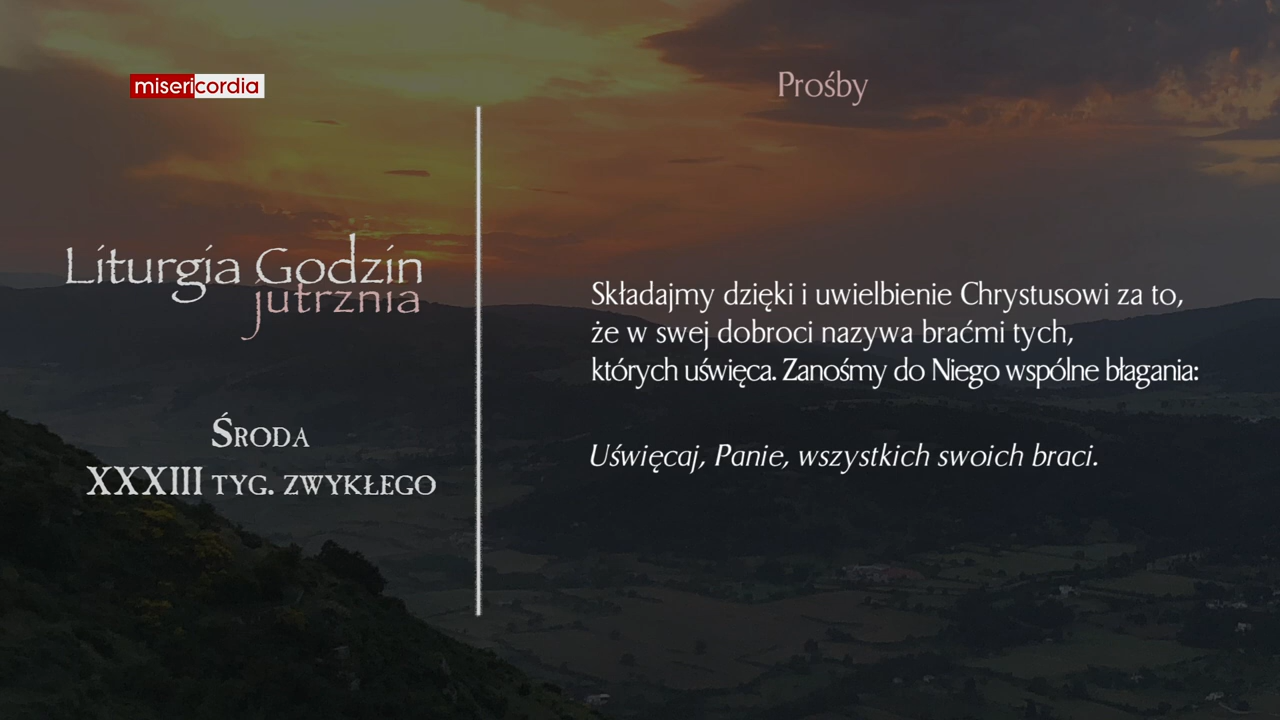 misericordia
Liturgia Godzin
jutrznia
Środa
XXXIII tyg. zwykłego
Prośby
Składajmy dzięki i uwielbienie Chrystusowi za to,
że w swej dobroci nazywa braćmi tych,
których uświęca. Zanośmy do Niego wspólne błagania:
Uświęcaj, Panie, wszystkich swoich braci.